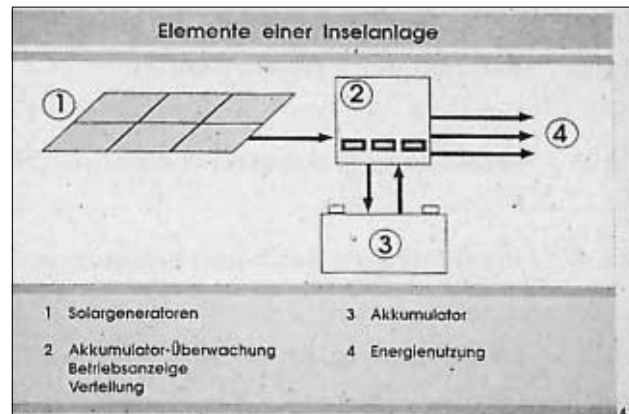 Elemente einer Inselanlage
1
2
4
3
1 Solargeneratoren
2 Akkumulator-Überwachung
Betriebsanzeige
Verteilung
3 Akkumulator
4 Energienutzung